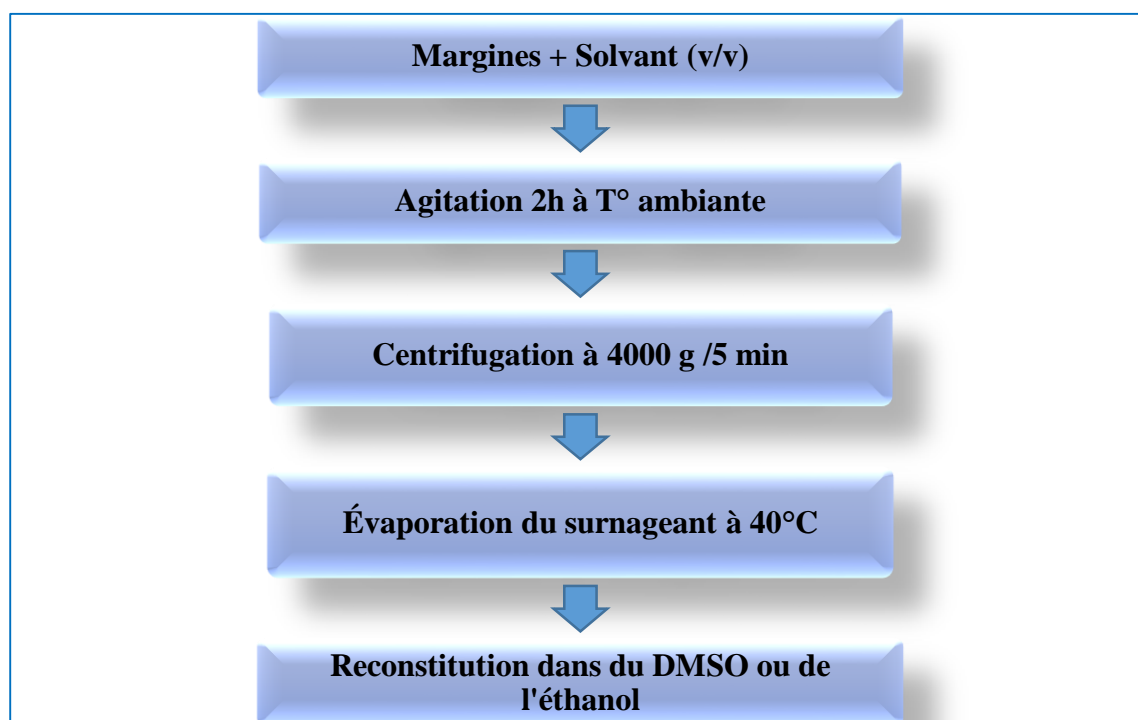 Margines + Solvant (v/v)
Agitation 2h à T° ambiante
Centrifugation à 4000 g /5 min
Évaporation du surnageant à 40°C
Reconstitution dans du DMSO ou de
l'éthanol